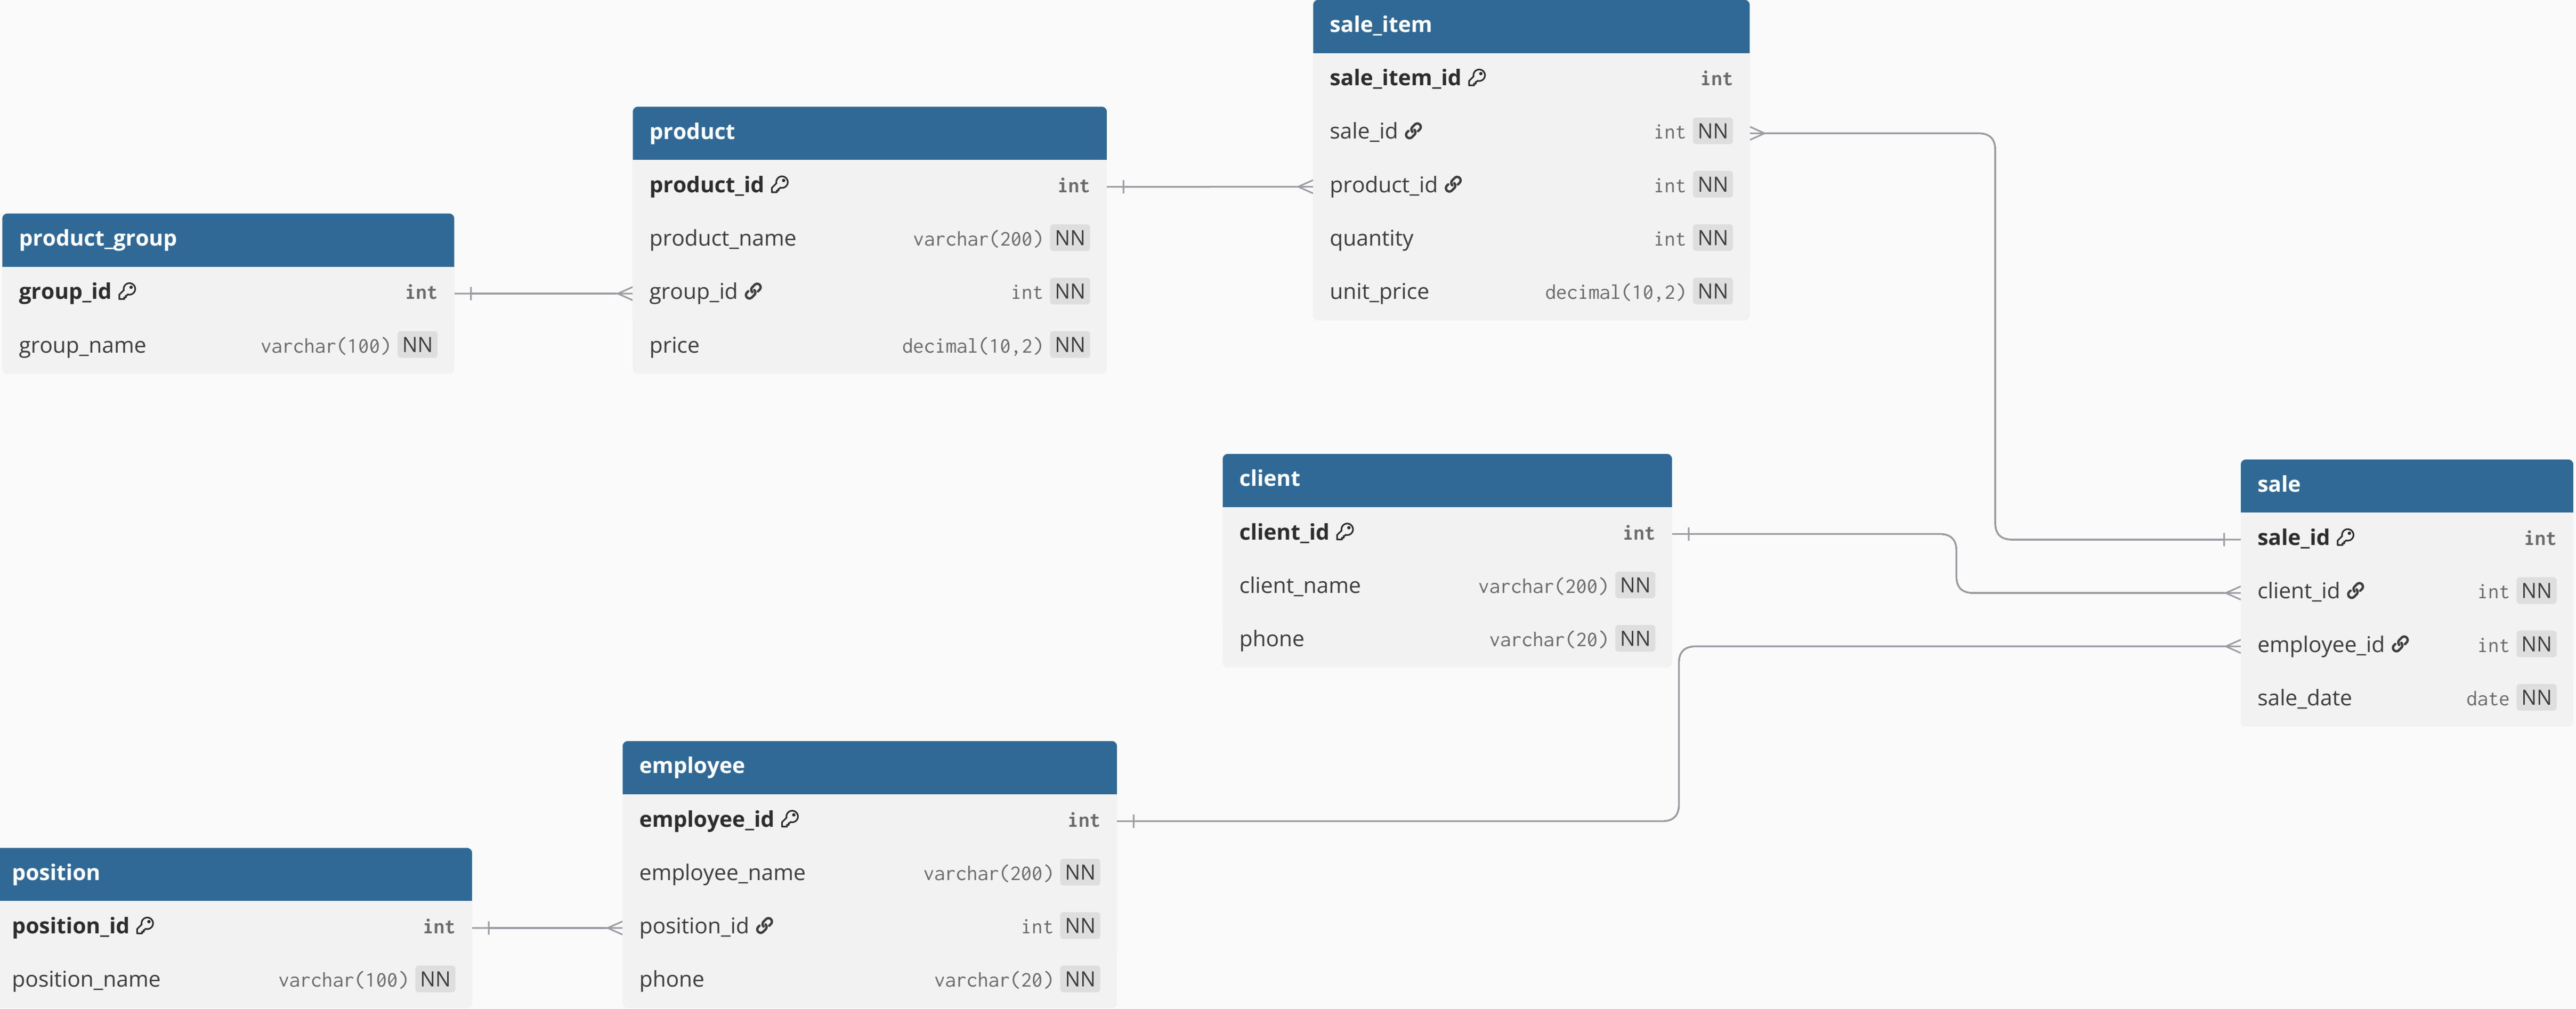 sale_item
sale_item_id int
sale_id int NN
product_id int NN
quantity int NN
unit_price decimal(10,2) NN
product
product_id int
product_name varchar(200) NN
group_id int NN
price decimal(10,2) NN
product_group
group_id int
group_name varchar(100) NN
client
client_id int
client_name varchar(200) NN
phone varchar(20) NN
sale
sale_id int
client_id int NN
employee_id int NN
sale_date date NN
employee
employee_id int
employee_name varchar(200) NN
position_id int NN
phone varchar(20) NN
position
position_id int
position_name varchar(100) NN